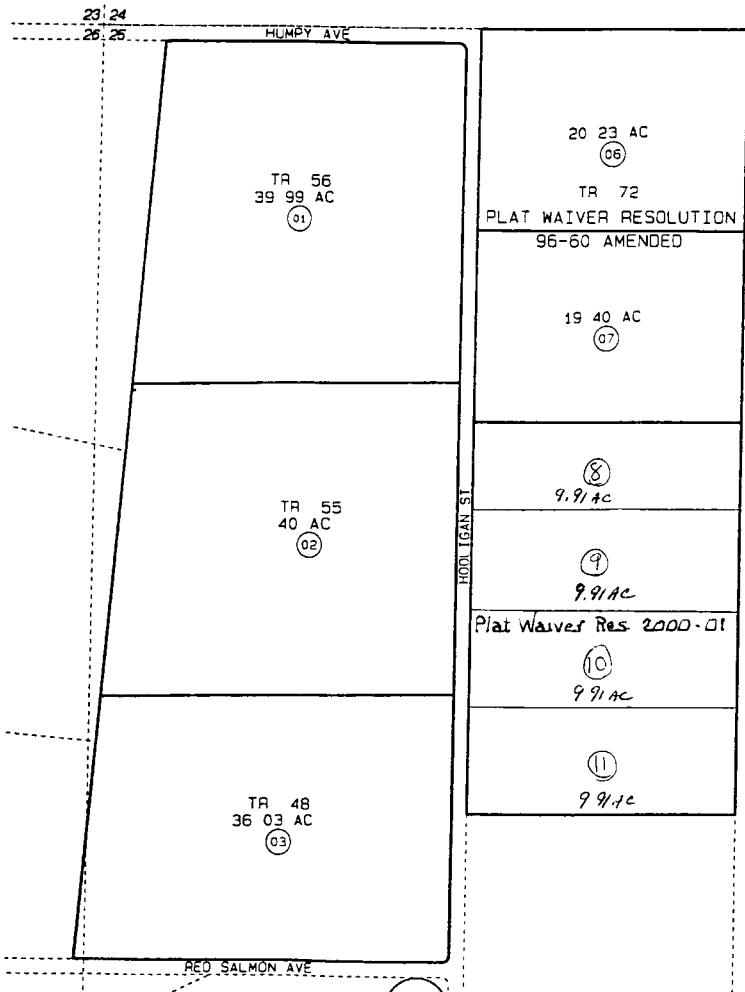 23 24
26 25
HUMPY AVE
TR 56
39 99 AC
01
20 23 AC
06
TR 72
PLAT WAIVER RESOLUTION
96-60 AMENDED
19 40 AC
07
TR 55
40 AC
02
HOOLIGAN ST
8
9.91 AC
9
9.91 AC
Plat Waiver Res 2000-01
10
9 91 AC
11
9 91 AC
TR 48
36 03 AC
03
RED SALMON AVE